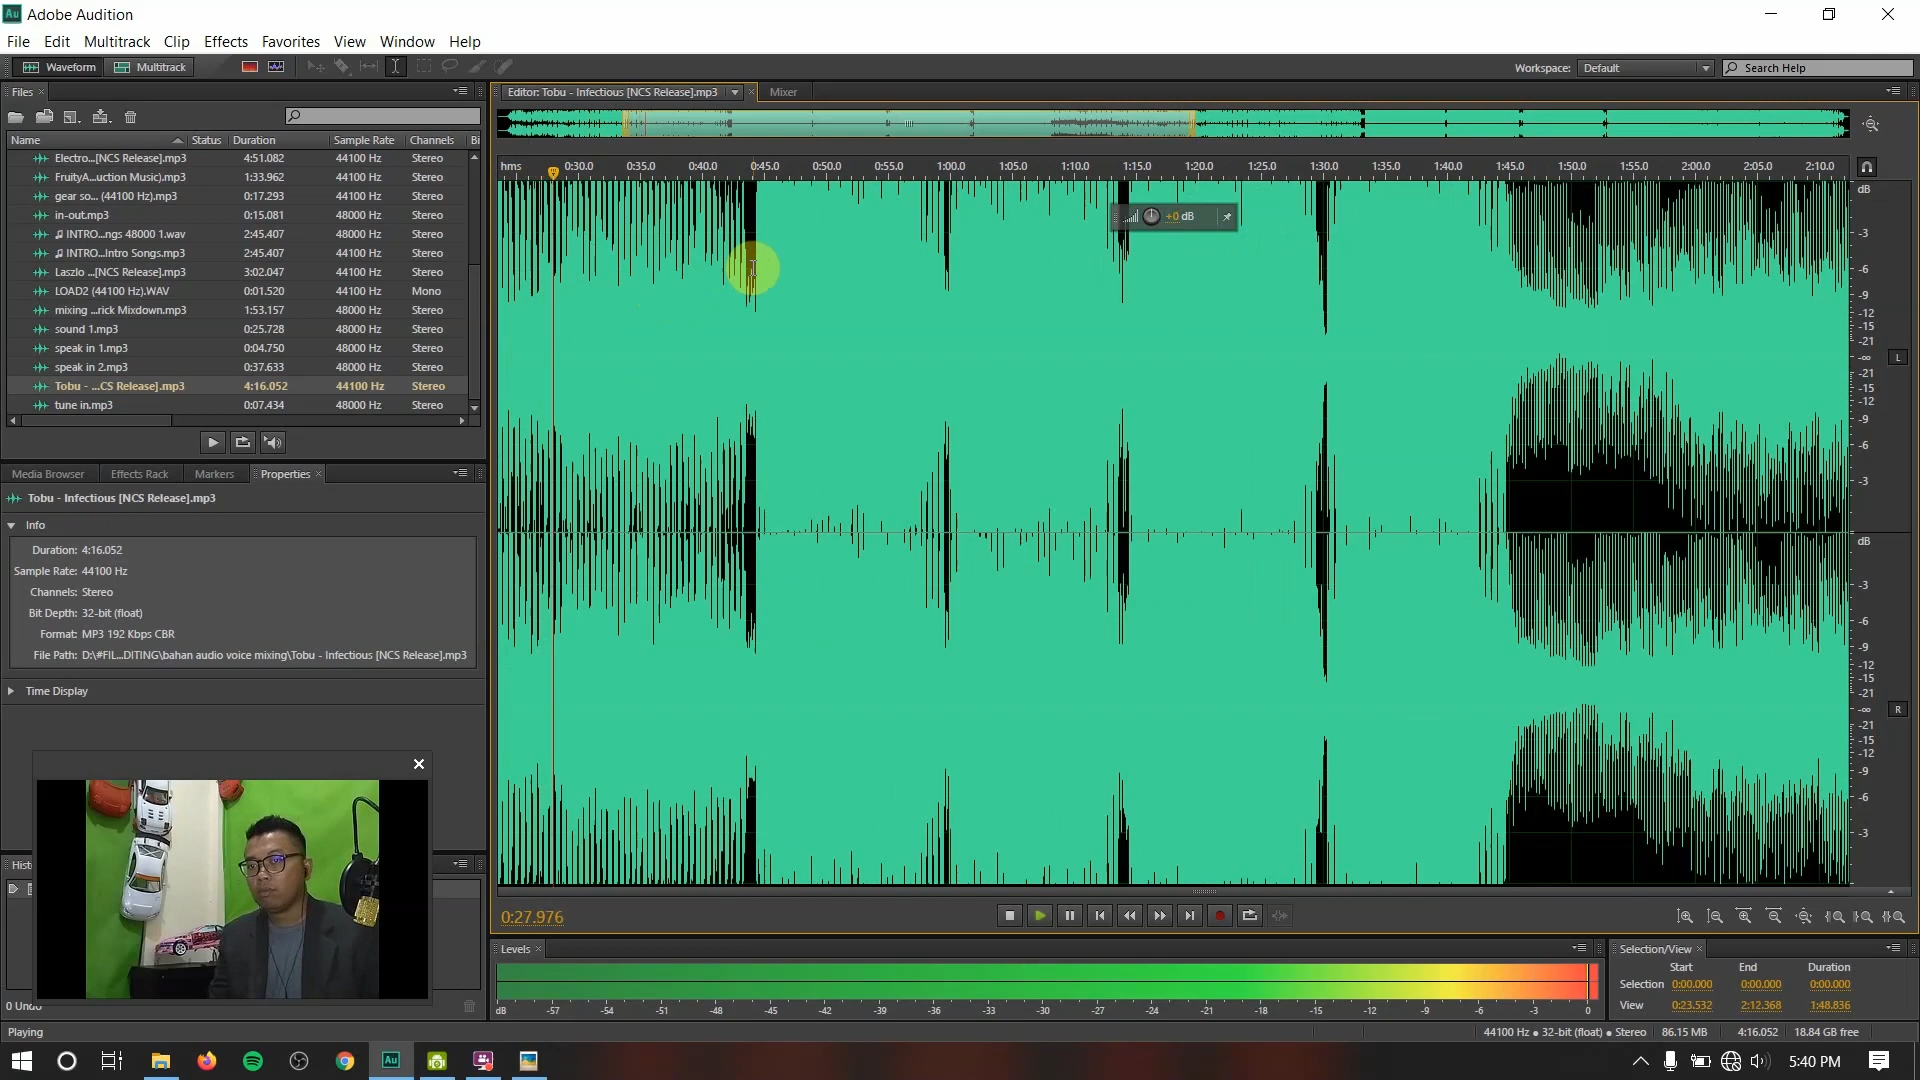 Au Adobe Audition
File Edit Multitrack Clip Effects Favorites View Window Help
Waveform Multitrack Workspace: Default Search Help
Files
Name Status Duration Sample Rate Channels Bi
Electro...[NCS Release].mp3 4:51.082 44100 Hz Stereo
FruityA...uction Music).mp3 1:33.962 44100 Hz Stereo
gear so... (44100 Hz).mp3 0:17.293 44100 Hz Stereo
in-out.mp3 0:15.081 48000 Hz Stereo
INTRO...ngs 48000 1.wav 2:45.407 48000 Hz Stereo
INTRO...Intro Songs.mp3 2:45.407 44100 Hz Stereo
Laszlo ...[NCS Release].mp3 3:02.047 44100 Hz Stereo
LOAD2 (44100 Hz).WAV 0:01.520 44100 Hz Mono
mixing ...rick Mixdown.mp3 1:53.157 48000 Hz Stereo
sound 1.mp3 0:25.728 48000 Hz Stereo
speak in 1.mp3 0:04.750 48000 Hz Stereo
speak in 2.mp3 0:37.633 48000 Hz Stereo
Tobu - ...CS Release].mp3 4:16.052 44100 Hz Stereo
tune in.mp3 0:07.434 48000 Hz Stereo
Media Browser Effects Rack Markers Properties
Tobu - Infectious [NCS Release].mp3
Info
Duration: 4:16.052
Sample Rate: 44100 Hz
Channels: Stereo
Bit Depth: 32-bit (float)
Format: MP3 192 Kbps CBR
File Path: D:\#FIL...DITING\bahan audio voice mixing\Tobu - Infectious [NCS Release].mp3
Time Display
Hist
0 Undo
Editor: Tobu - Infectious [NCS Release].mp3 Mixer
hms 0:30.0 0:35.0 0:40.0 0:45.0 0:50.0 0:55.0 1:00.0 1:05.0 1:10.0 1:15.0 1:20.0 1:25.0 1:30.0 1:35.0 1:40.0 1:45.0 1:50.0 1:55.0 2:00.0 2:05.0 2:10.0
+0 dB
dB
-3
-6
-9
-12
-15
-21
-∞ L
-21
-15
-12
-9
-6
-3
dB
-3
-6
-9
-12
-15
-21
-∞ R
-21
-15
-12
-9
-6
-3
0:27.976
Levels
dB -57 -54 -51 -48 -45 -42 -39 -36 -33 -30 -27 -24 -21 -18 -15 -12 -9 -6 -3 0
Selection/View
Start End Duration
Selection 0:00.000 0:00.000 0:00.000
View 0:23.532 2:12.368 1:48.836
Playing 44100 Hz • 32-bit (float) • Stereo 86.15 MB 4:16.052 18.84 GB free
Au 5:40 PM